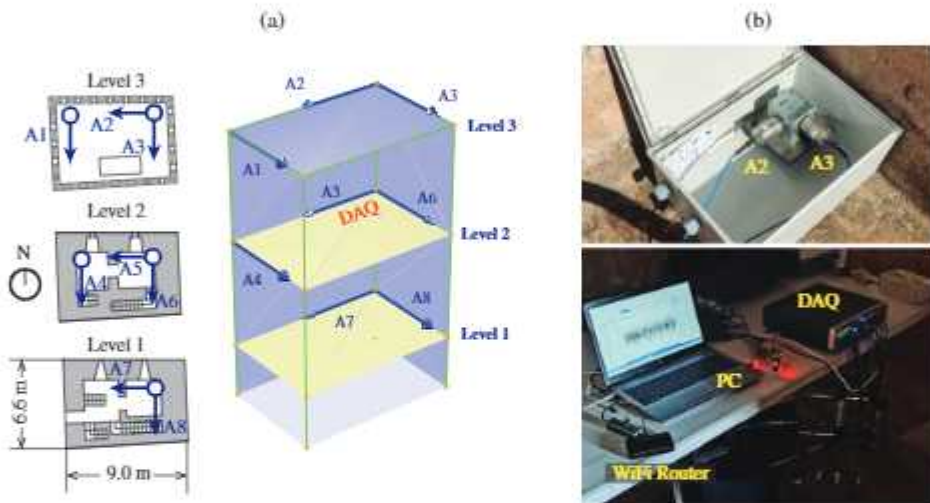 (a)
(b)
Level 3
A1
A2
A3
Level 2
A4
A5
A6
N
Level 1
A7
A8
6.6 m
9.0 m
A2
A3
Level 3
A1
A3
DAQ
A6
Level 2
A4
A8
A7
Level 1
A2
A3
DAQ
PC
WiFi Router